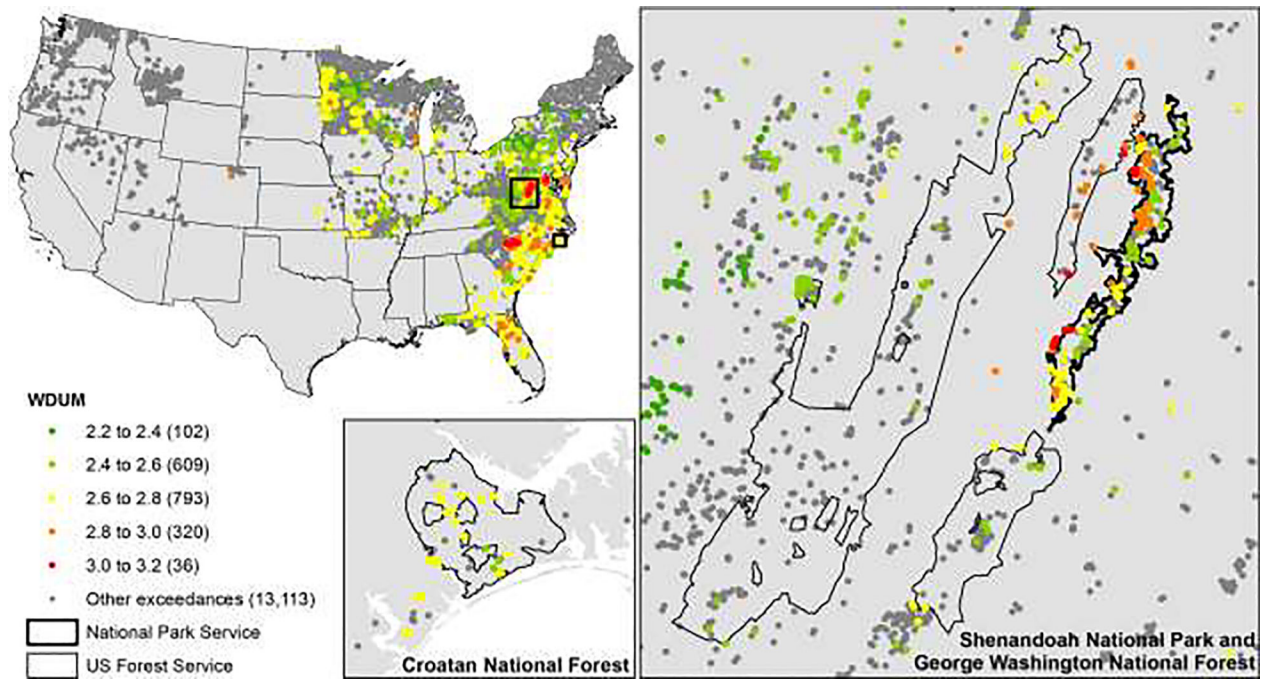 WDUM
2.2 to 2.4 (102)
2.4 to 2.6 (609)
2.6 to 2.8 (793)
2.8 to 3.0 (320)
3.0 to 3.2 (36)
Other exceedances (13,113)
National Park Service
US Forest Service
Croatan National Forest
Shenandoah National Park and
George Washington National Forest